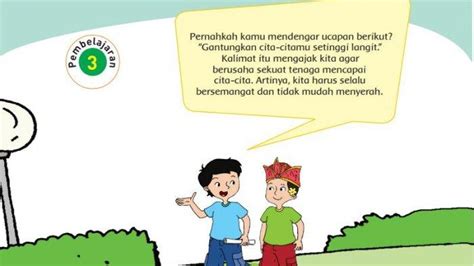 Pembelajaran
3
Pernahkah kamu mendengar ucapan berikut?
"Gantungkan cita-citamu setinggi langit."
Kalimat itu mengajak kita agar
berusaha sekuat tenaga mencapai
cita-cita. Artinya, kita harus selalu
bersemangat dan tidak mudah menyerah.